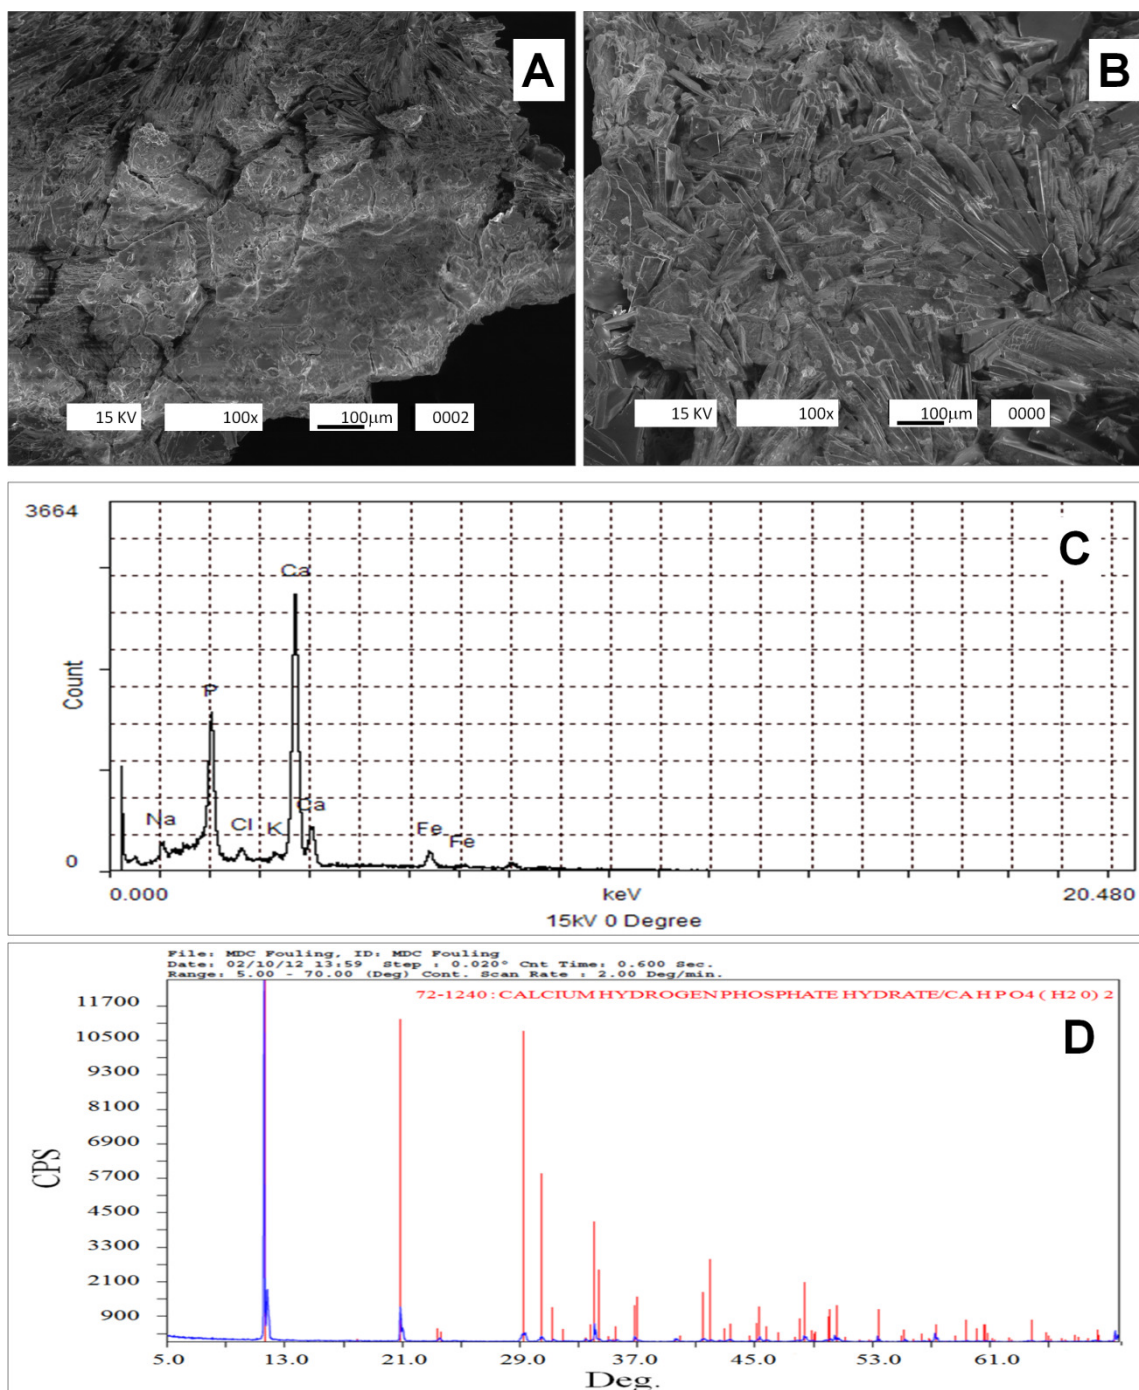 A
15 KV 100x 100μm 0002
B
15 KV 100x 100μm 0000
3664
C
Ca
P
Count
Ca
Na
Cl
K
Fe
Fe
0
0.000 keV 20.480
15kV 0 Degree
File: MDC Fouling, ID: MDC Fouling
Date: 02/10/12 13:59 Step : 0.020° Cnt Time: 0.600 Sec.
Range: 5.00 - 70.00 (Deg) Cont. Scan Rate : 2.00 Deg/min.
72-1240 : CALCIUM HYDROGEN PHOSPHATE HYDRATE/CA H P O4 ( H2 O ) 2
D
11700
10500
9300
8100
6900
5700
4500
3300
2100
900
CPS
5.0 13.0 21.0 29.0 37.0 45.0 53.0 61.0
Deg.